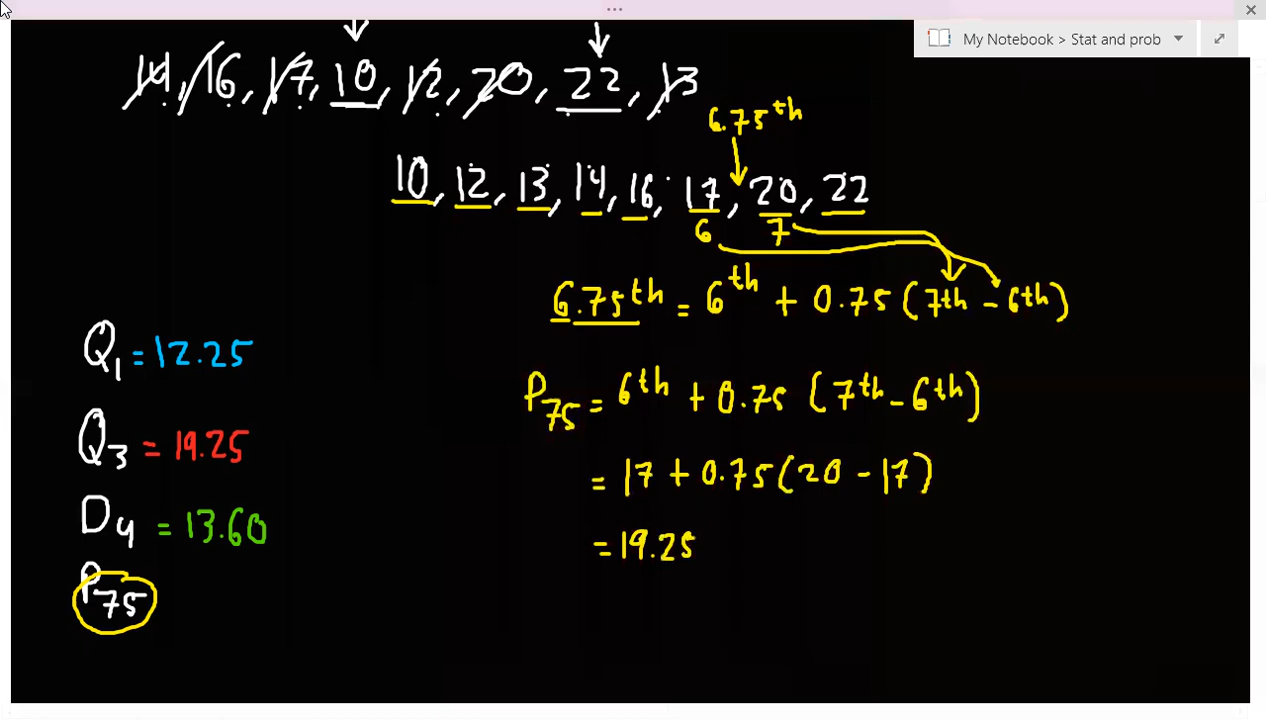 My Notebook > Stat and prob
14, 16, 17, 10, 12, 20, 22, 13
6.75th
10, 12, 13, 14, 16, 17, 20, 22
6 7
6.75th = 6th + 0.75 (7th - 6th)
Q1 = 12.25
P75 = 6th + 0.75 (7th - 6th)
Q3 = 19.25
= 17 + 0.75 (20 - 17)
D4 = 13.60
= 19.25
P75